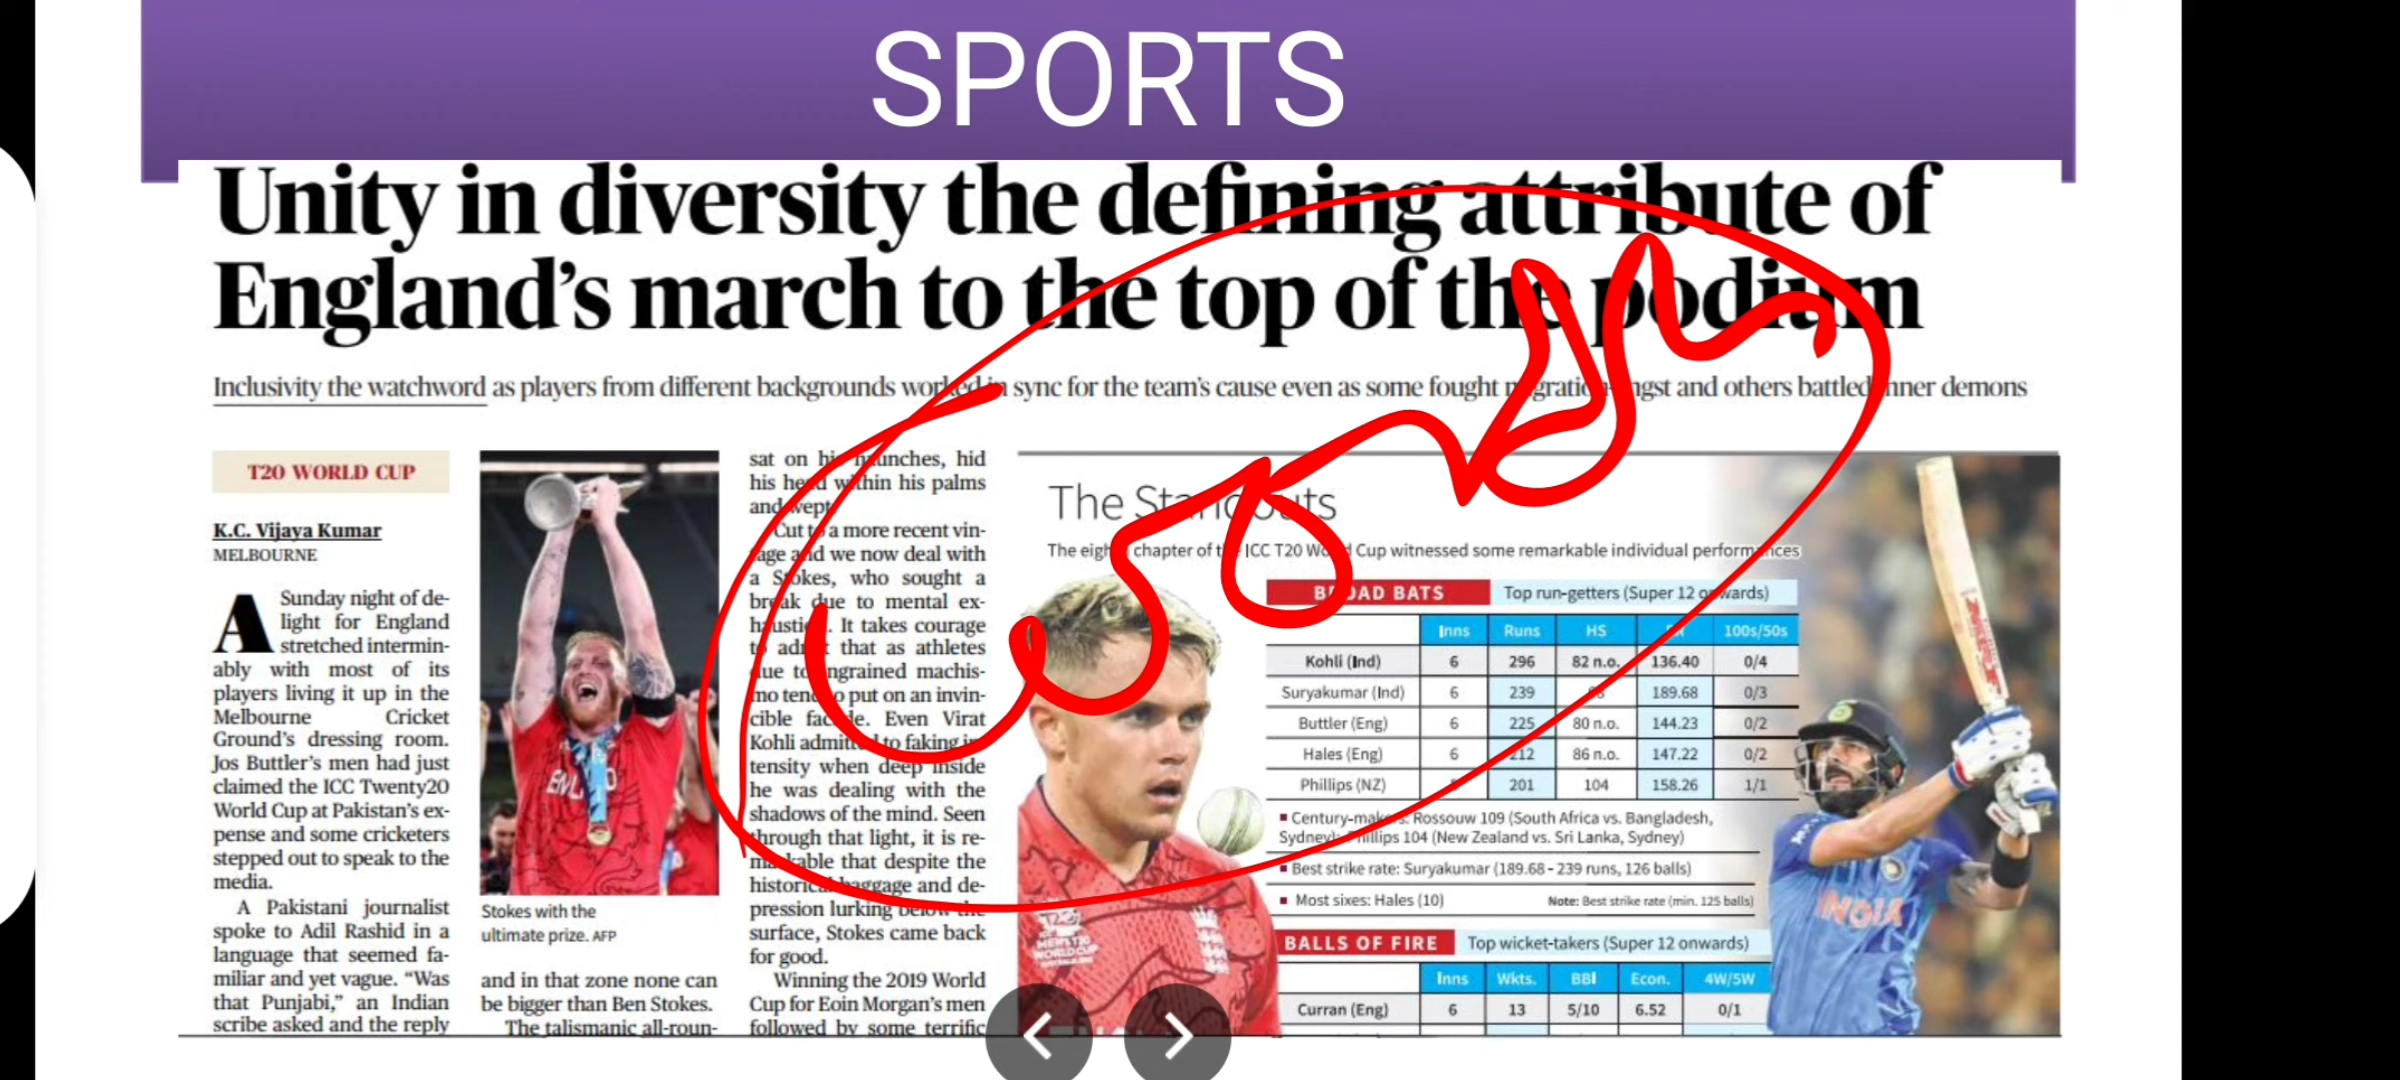 SPORTS
Unity in diversity the defining attribute of
England's march to the top of the podium
Inclusivity the watchword as players from different backgrounds worked in sync for the team's cause even as some fought migration angst and others battled inner demons
T20 WORLD CUP
K.C. Vijaya Kumar
MELBOURNE
A Sunday night of de-
light for England
stretched intermin-
ably with most of its
players living it up in the
Melbourne Cricket
Ground's dressing room.
Jos Buttler's men had just
claimed the ICC Twenty20
World Cup at Pakistan's ex-
pense and some cricketers
stepped out to speak to the
media.
A Pakistani journalist
spoke to Adil Rashid in a
language that seemed fa-
miliar and yet vague. "Was
that Punjabi," an Indian
scribe asked and the reply
Stokes with the
ultimate prize. AFP
and in that zone none can
be bigger than Ben Stokes.
The talismanic all-roun-
sat on his haunches, hid
his head within his palms
and wept.
Cut to a more recent vin-
tage and we now deal with
a Stokes, who sought a
break due to mental ex-
haustion. It takes courage
to admit that as athletes
due to ingrained machis-
mo tend to put on an invin-
cible facade. Even Virat
Kohli admitted to faking in-
tensity when deep inside
he was dealing with the
shadows of the mind. Seen
through that light, it is re-
markable that despite the
historical baggage and de-
pression lurking below the
surface, Stokes came back
for good.
Winning the 2019 World
Cup for Eoin Morgan's men
followed by some terrific
The Standouts
The eighth chapter of the ICC T20 World Cup witnessed some remarkable individual performances
BROAD BATS Top run-getters (Super 12 onwards)
Inns Runs HS SR 100s/50s
Kohli (Ind) 6 296 82 n.o. 136.40 0/4
Suryakumar (Ind) 6 239 189.68 0/3
Buttler (Eng) 6 225 80 n.o. 144.23 0/2
Hales (Eng) 6 212 86 n.o. 147.22 0/2
Phillips (NZ) 201 104 158.26 1/1
Century-makers: Rossouw 109 (South Africa vs. Bangladesh,
Sydney); Phillips 104 (New Zealand vs. Sri Lanka, Sydney)
Best strike rate: Suryakumar (189.68 - 239 runs, 126 balls)
Most sixes: Hales (10) Note: Best strike rate (min. 125 balls)
BALLS OF FIRE Top wicket-takers (Super 12 onwards)
Inns Wkts. BBI Econ. 4W/5W
Curran (Eng) 6 13 5/10 6.52 0/1
INDIA